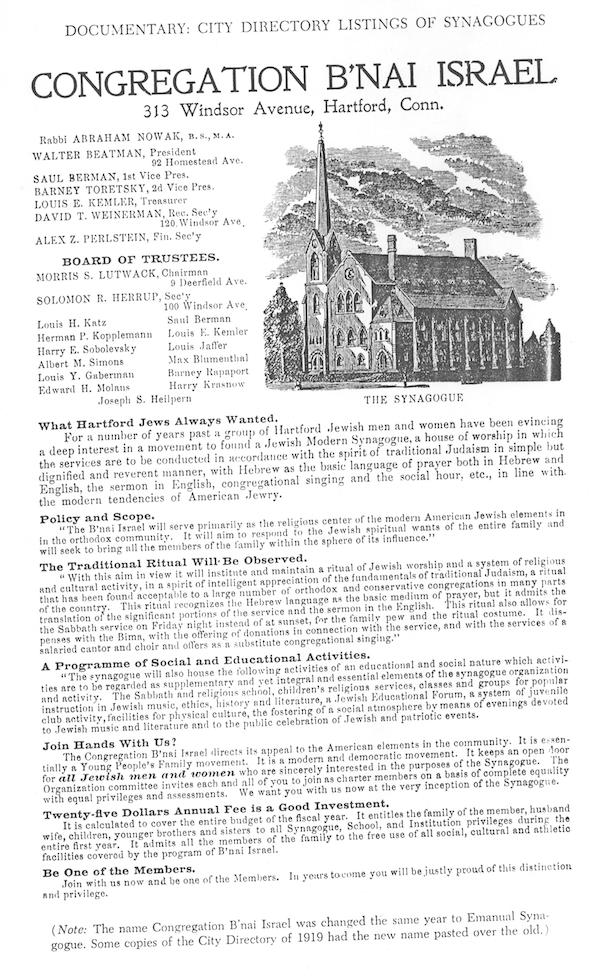 DOCUMENTARY: CITY DIRECTORY LISTINGS OF SYNAGOGUES
CONGREGATION B'NAI ISRAEL
313 Windsor Avenue, Hartford, Conn.
Rabbi ABRAHAM NOWAK, B. S., M. A.
WALTER BEATMAN, President
92 Homestead Ave.
SAUL BERMAN, 1st Vice Pres.
BARNEY TORETSKY, 2d Vice Pres.
LOUIS E. KEMLER, Treasurer
DAVID T. WEINERMAN, Rec. Sec'y
120 Windsor Ave.
ALEX Z. PERLSTEIN, Fin. Sec'y
BOARD OF TRUSTEES.
MORRIS S. LUTWACK, Chairman
9 Deerfield Ave.
SOLOMON R. HERRUP, Sec'y
100 Windsor Ave.
Louis H. Katz Saul Berman
Herman P. Kopplemann Louis E. Kemler
Harry E. Sobolevsky Louis Jaffer
Albert M. Simons Max Blumenthal
Louis Y. Gaberman Barney Rapaport
Edward H. Molans Harry Krasnow
Joseph S. Heilpern
THE SYNAGOGUE
What Hartford Jews Always Wanted.
For a number of years past a group of Hartford Jewish men and women have been evincing
a deep interest in a movement to found a Jewish Modern Synagogue, a house of worship in which
the services are to be conducted in accordance with the spirit of traditional Judaism in simple but
dignified and reverent manner, with Hebrew as the basic language of prayer both in Hebrew and
English, the sermon in English, congregational singing and the social hour, etc., in line with
the modern tendencies of American Jewry.
Policy and Scope.
"The B'nai Israel will serve primarily as the religious center of the modern American Jewish elements in
in the orthodox community. It will aim to respond to the Jewish spiritual wants of the entire family and
will seek to bring all the members of the family within the sphere of its influence."
The Traditional Ritual Will Be Observed.
"With this aim in view it will institute and maintain a ritual of Jewish worship and a system of religious
and cultural activity, in a spirit of intelligent appreciation of the fundamentals of traditional Judaism, a ritual
that has been found acceptable to a large number of orthodox and conservative congregations in many parts
of the country. This ritual recognizes the Hebrew language as the basic medium of prayer, but it admits the
translation of the significant portions of the service and the sermon in the English. This ritual also allows for
the Sabbath service on Friday night instead of at sunset, for the family pew and the ritual costume. It dis-
penses with the Bima, with the offering of donations in connection with the service, and with the services of a
salaried cantor and choir and offers as a substitute congregational singing."
A Programme of Social and Educational Activities.
"The synagogue will also house the following activities of an educational and social nature which activi-
ties are to be regarded as supplementary and yet integral and essential elements of the synagogue organization
and activity. The Sabbath and religious school, children's religious services, classes and groups for popular
instruction in Jewish music, ethics, history and literature, a Jewish Educational Forum, a system of juvenile
club activity, facilities for physical culture, the fostering of a social atmosphere by means of evenings devoted
to Jewish music and literature and to the public celebration of Jewish and patriotic events.
Join Hands With Us?
The Congregation B'nai Israel directs its appeal to the American elements in the community. It is essen-
tially a Young People's Family movement. It is a modern and democratic movement. It keeps an open door
for all Jewish men and women who are sincerely interested in the purposes of the Synagogue. The
Organization committee invites each and all of you to join as charter members on a basis of complete equality
with equal privileges and assessments. We want you with us now at the very inception of the Synagogue.
Twenty-five Dollars Annual Fee is a Good Investment.
It is calculated to cover the entire budget of the fiscal year. It entitles the family of the member, husband
wife, children, younger brothers and sisters to all Synagogue, School, and Institution privileges during the
entire first year. It admits all the members of the family to the free use of all social, cultural and athletic
facilities covered by the program of B'nai Israel.
Be One of the Members.
Join with us now and be one of the Members. In years to come you will be justly proud of this distinction
and privilege.
(Note: The name Congregation B'nai Israel was changed the same year to Emanual Syna-
gogue. Some copies of the City Directory of 1919 had the new name pasted over the old.)